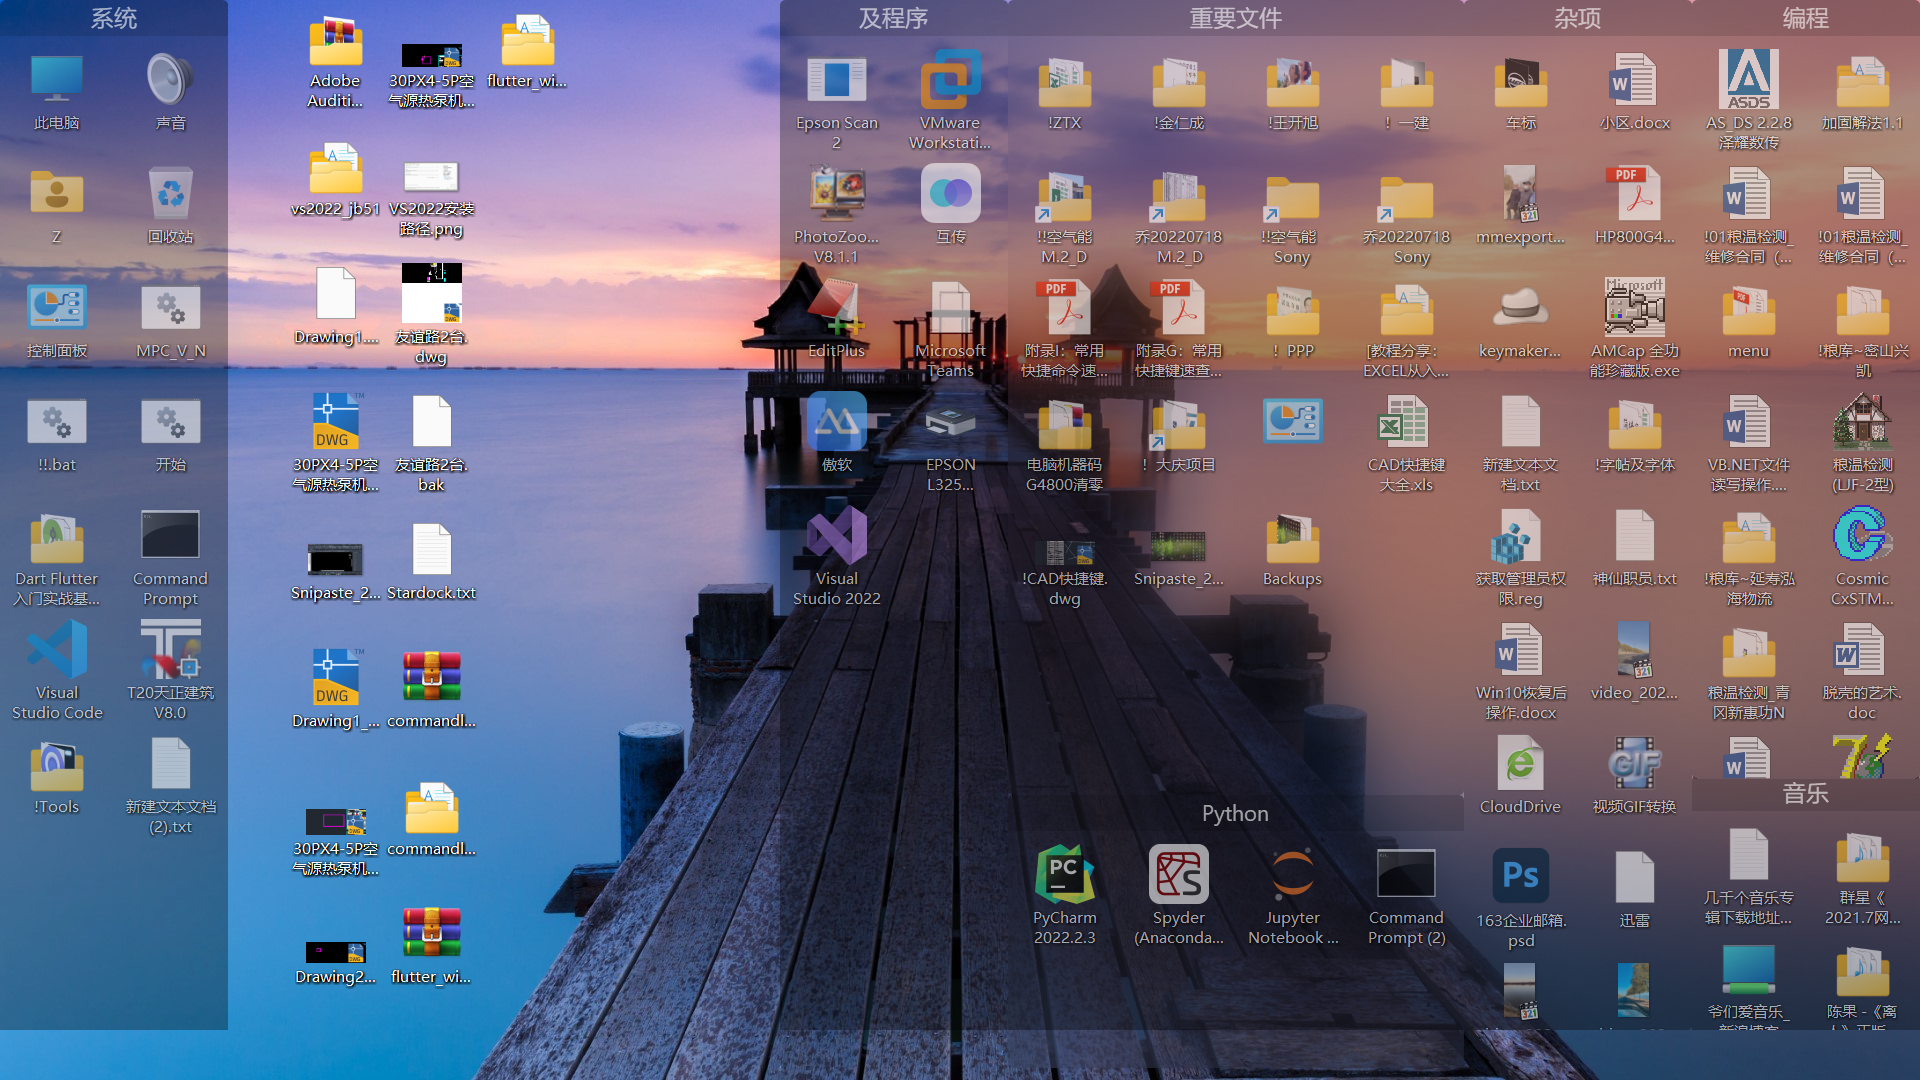 系统
此电脑
声音
Z
回收站
控制面板
MPC_V_N
!!.bat
开始
Dart Flutter
入门实战基...
Command
Prompt
Visual
Studio Code
T20天正建筑
V8.0
!Tools
新建文本文档
(2).txt
Adobe
Auditi...
30PX4-5P空
气源热泵机...
flutter_wi...
vs2022_jb51
VS2022安装
路径.png
Drawing1....
友谊路2台.
dwg
30PX4-5P空
气源热泵机...
友谊路2台.
bak
Snipaste_2...
Stardock.txt
Drawing1_...
commandl...
30PX4-5P空
气源热泵机...
commandl...
Drawing2...
flutter_wi...
及程序
Epson Scan
2
VMware
Workstati...
PhotoZoo...
V8.1.1
互传
EditPlus
Microsoft
Teams
傲软
EPSON
L325...
Visual
Studio 2022
重要文件
!ZTX
!金仁成
!王开旭
！一建
!!空气能
M.2_D
乔20220718
M.2_D
!!空气能
Sony
乔20220718
Sony
附录I：常用
快捷命令速...
附录G：常用
快捷键速查...
！PPP
[教程分享：
EXCEL从入...
电脑机器码
G4800清零
！大庆项目
CAD快捷键
大全.xls
!CAD快捷键.
dwg
Snipaste_2...
Backups
Python
PyCharm
2022.2.3
Spyder
(Anaconda...
Jupyter
Notebook ...
Command
Prompt (2)
杂项
车标
小区.docx
mmexport...
HP800G4...
keymaker...
AMCap 全功
能珍藏版.exe
新建文本文
档.txt
!字帖及字体
获取管理员权
限.reg
神仙职员.txt
Win10恢复后
操作.docx
video_202...
CloudDrive
视频GIF转换
163企业邮箱.
psd
迅雷
编程
AS_DS 2.2.8
泽耀数传
加固解法1.1
!01粮温检测_
维修合同（...
!01粮温检测_
维修合同（...
menu
!粮库~密山兴
凯
VB.NET文件
读写操作....
粮温检测
(LJF-2型)
!粮库~延寿泓
海物流
Cosmic
CxSTM...
粮温检测_青
冈新惠功N
脱壳的艺术.
doc
音乐
几千个音乐专
辑下载地址...
群星《
2021.7网...
爷们爱音乐_
陈果 -《离